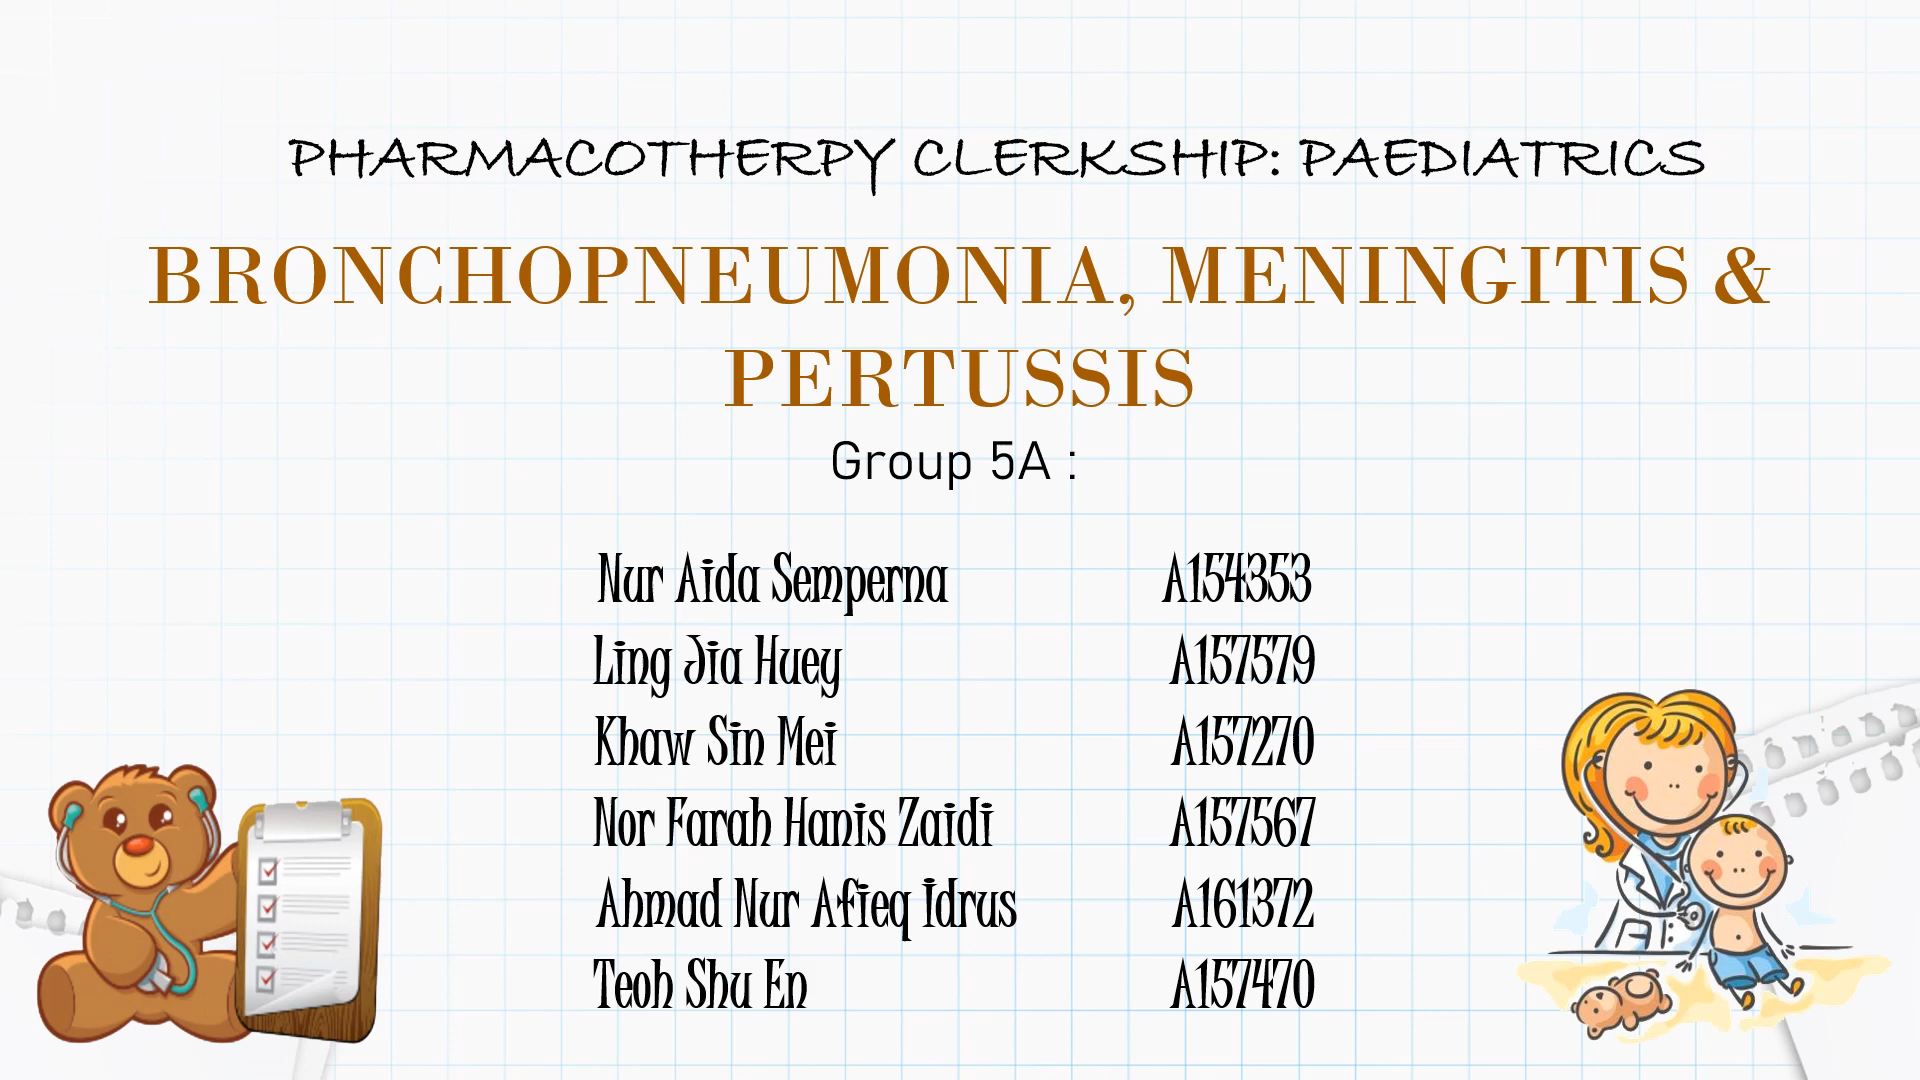 PHARMACOTHERPY CLERKSHIP: PAEDIATRICS
BRONCHOPNEUMONIA, MENINGITIS &
PERTUSSIS
Group 5A :
Nur Aida Semperna A154353
Ling Jia Huey A157579
Khaw Sin Mei A157270
Nor Farah Hanis Zaidi A157567
Ahmad Nur Afieq Idrus A161372
Teoh Shu En A157470